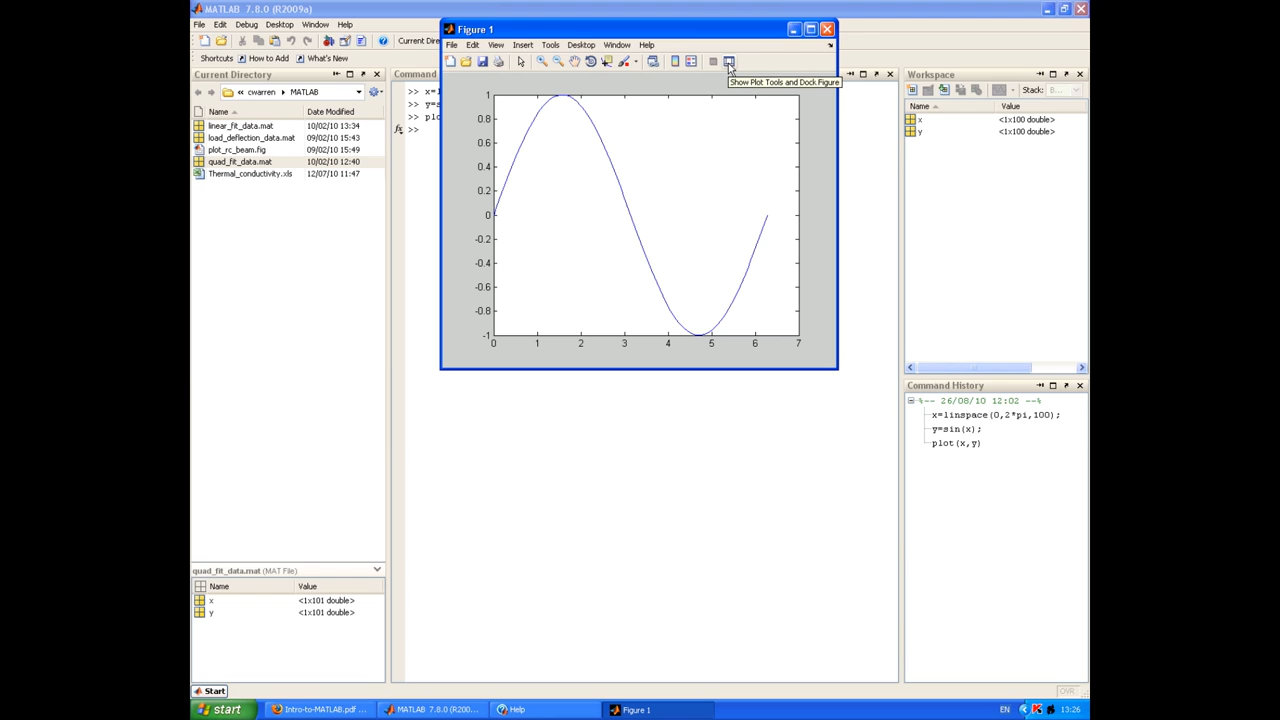 MATLAB 7.8.0 (R2009a)
File Edit Debug Desktop Window Help
Current Dire
Shortcuts How to Add What's New
Current Directory
cwarren MATLAB
Name Date Modified
linear_fit_data.mat 10/02/10 13:34
load_deflection_data.mat 09/02/10 15:43
plot_rc_beam.fig 09/02/10 15:49
quad_fit_data.mat 10/02/10 12:40
Thermal_conductivity.xls 12/07/10 11:47
quad_fit_data.mat (MAT File)
Name Value
x <1x101 double>
y <1x101 double>
Start
Command
>> x=l
>> y=s
>> plo
fx >>
Figure 1
File Edit View Insert Tools Desktop Window Help
Show Plot Tools and Dock Figure
1
0.8
0.6
0.4
0.2
0
-0.2
-0.4
-0.6
-0.8
-1
0 1 2 3 4 5 6 7
Workspace
Stack: B...
Name Value
x <1x100 double>
y <1x100 double>
Command History
%-- 26/08/10 12:02 --%
x=linspace(0,2*pi,100);
y=sin(x);
plot(x,y)
OVR
start Intro-to-MATLAB.pdf ... MATLAB 7.8.0 (R200... Help Figure 1 EN 13:26